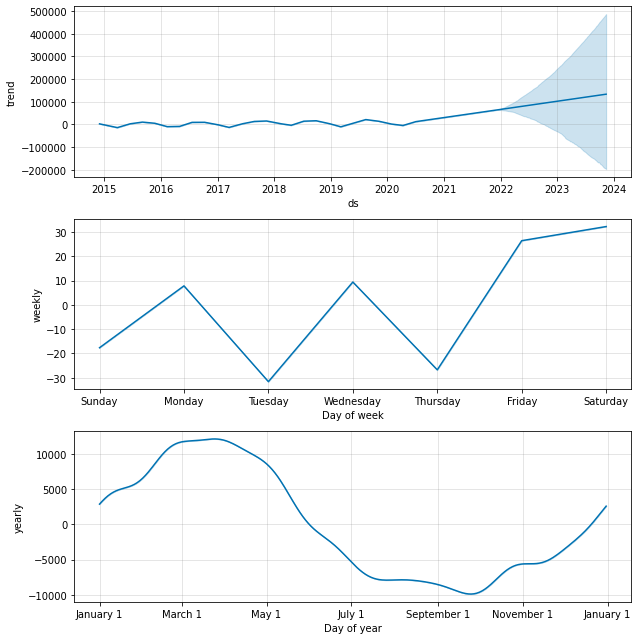 500000
400000
300000
200000
100000
0
−100000
−200000
trend
2015 2016 2017 2018 2019 2020 2021 2022 2023 2024
ds
30
20
10
0
−10
−20
−30
weekly
Sunday Monday Tuesday Wednesday Thursday Friday Saturday
Day of week
10000
5000
0
−5000
−10000
yearly
January 1 March 1 May 1 July 1 September 1 November 1 January 1
Day of year